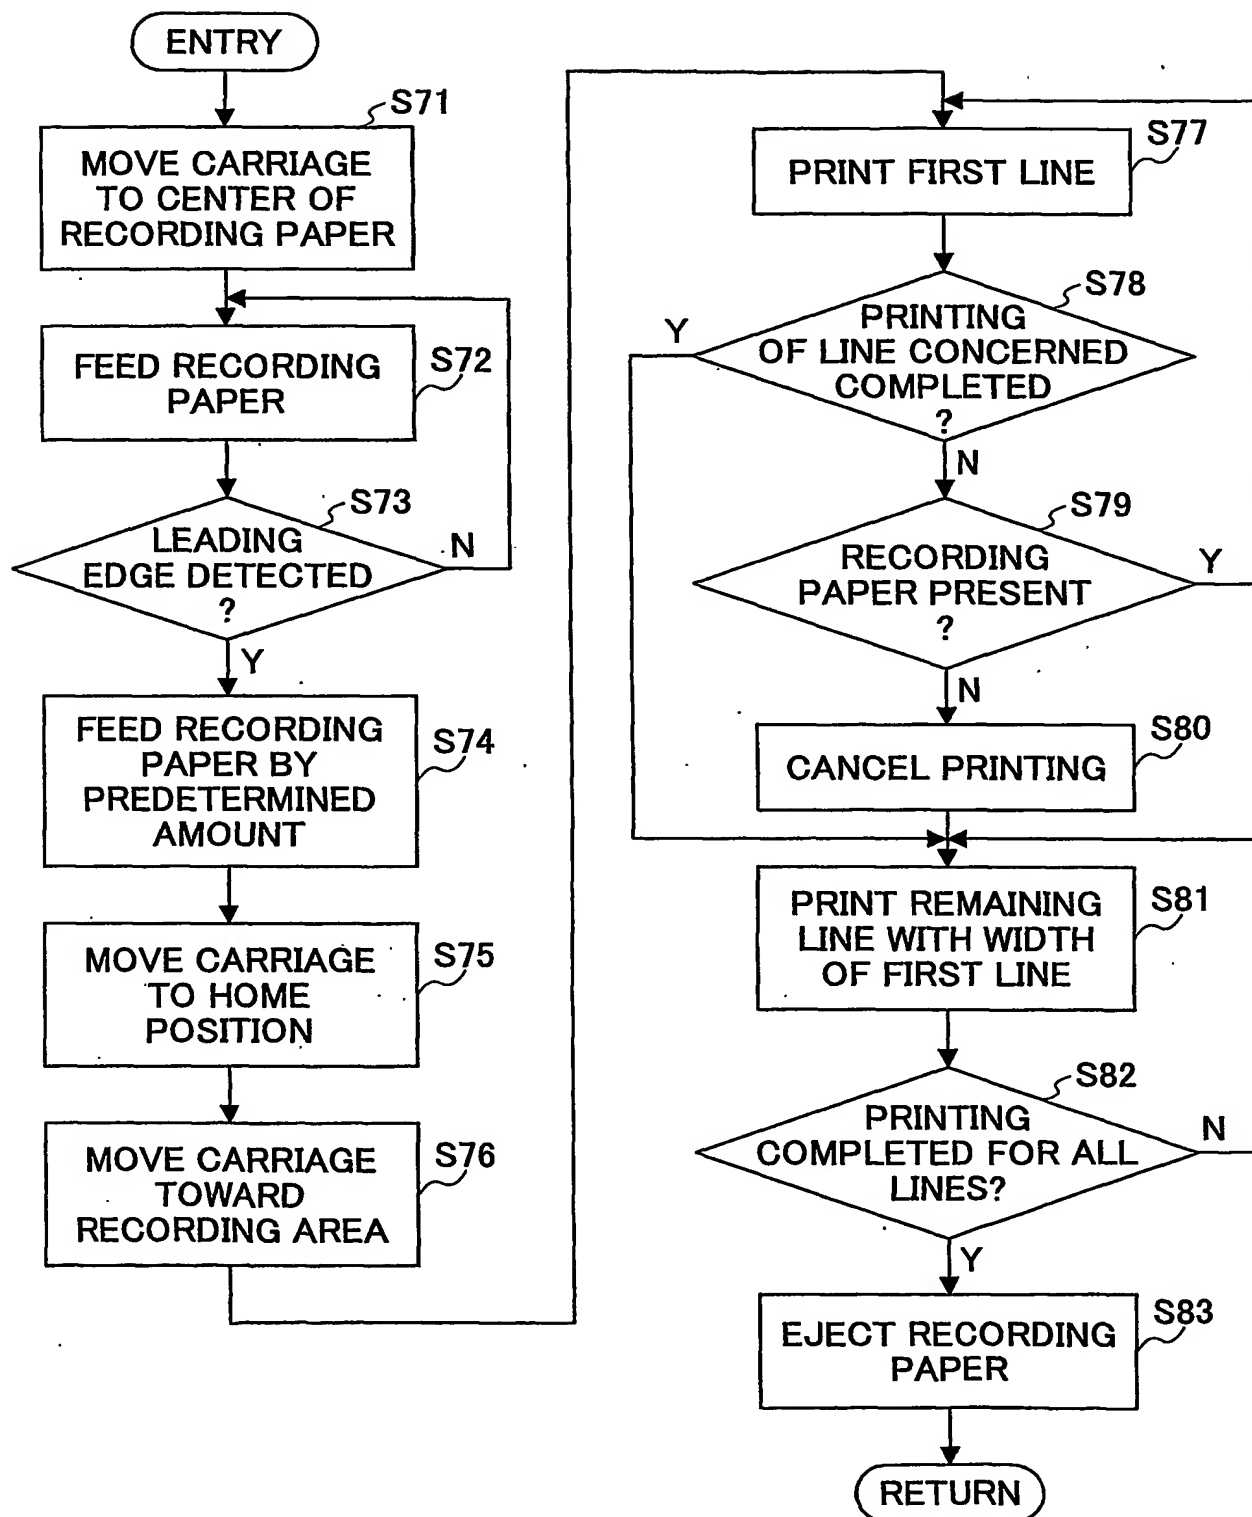 ENTRY
S71
MOVE CARRIAGE
TO CENTER OF
RECORDING PAPER
S72
FEED RECORDING
PAPER
S73
LEADING
EDGE DETECTED
?
N
Y
S74
FEED RECORDING
PAPER BY
PREDETERMINED
AMOUNT
S75
MOVE CARRIAGE
TO HOME
POSITION
S76
MOVE CARRIAGE
TOWARD
RECORDING AREA
S77
PRINT FIRST LINE
S78
PRINTING
OF LINE CONCERNED
COMPLETED
?
Y
N
S79
RECORDING
PAPER PRESENT
?
Y
N
S80
CANCEL PRINTING
S81
PRINT REMAINING
LINE WITH WIDTH
OF FIRST LINE
S82
PRINTING
COMPLETED FOR ALL
LINES?
N
Y
S83
EJECT RECORDING
PAPER
RETURN